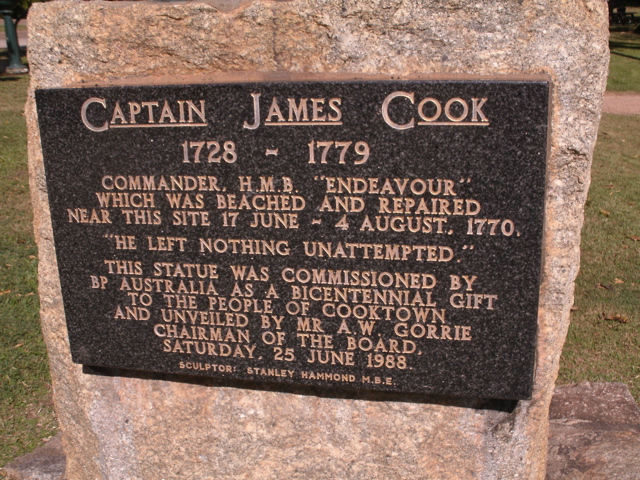 CAPTAIN JAMES COOK
1728 - 1779
COMMANDER, H.M.B. "ENDEAVOUR"
WHICH WAS BEACHED AND REPAIRED
NEAR THIS SITE 17 JUNE - 4 AUGUST, 1770.
"HE LEFT NOTHING UNATTEMPTED."
THIS STATUE WAS COMMISSIONED BY
BP AUSTRALIA AS A BICENTENNIAL GIFT
TO THE PEOPLE OF COOKTOWN
AND UNVEILED BY MR A.W. GORRIE
CHAIRMAN OF THE BOARD,
SATURDAY, 25 JUNE 1988.
SCULPTOR: STANLEY HAMMOND M.B.E.